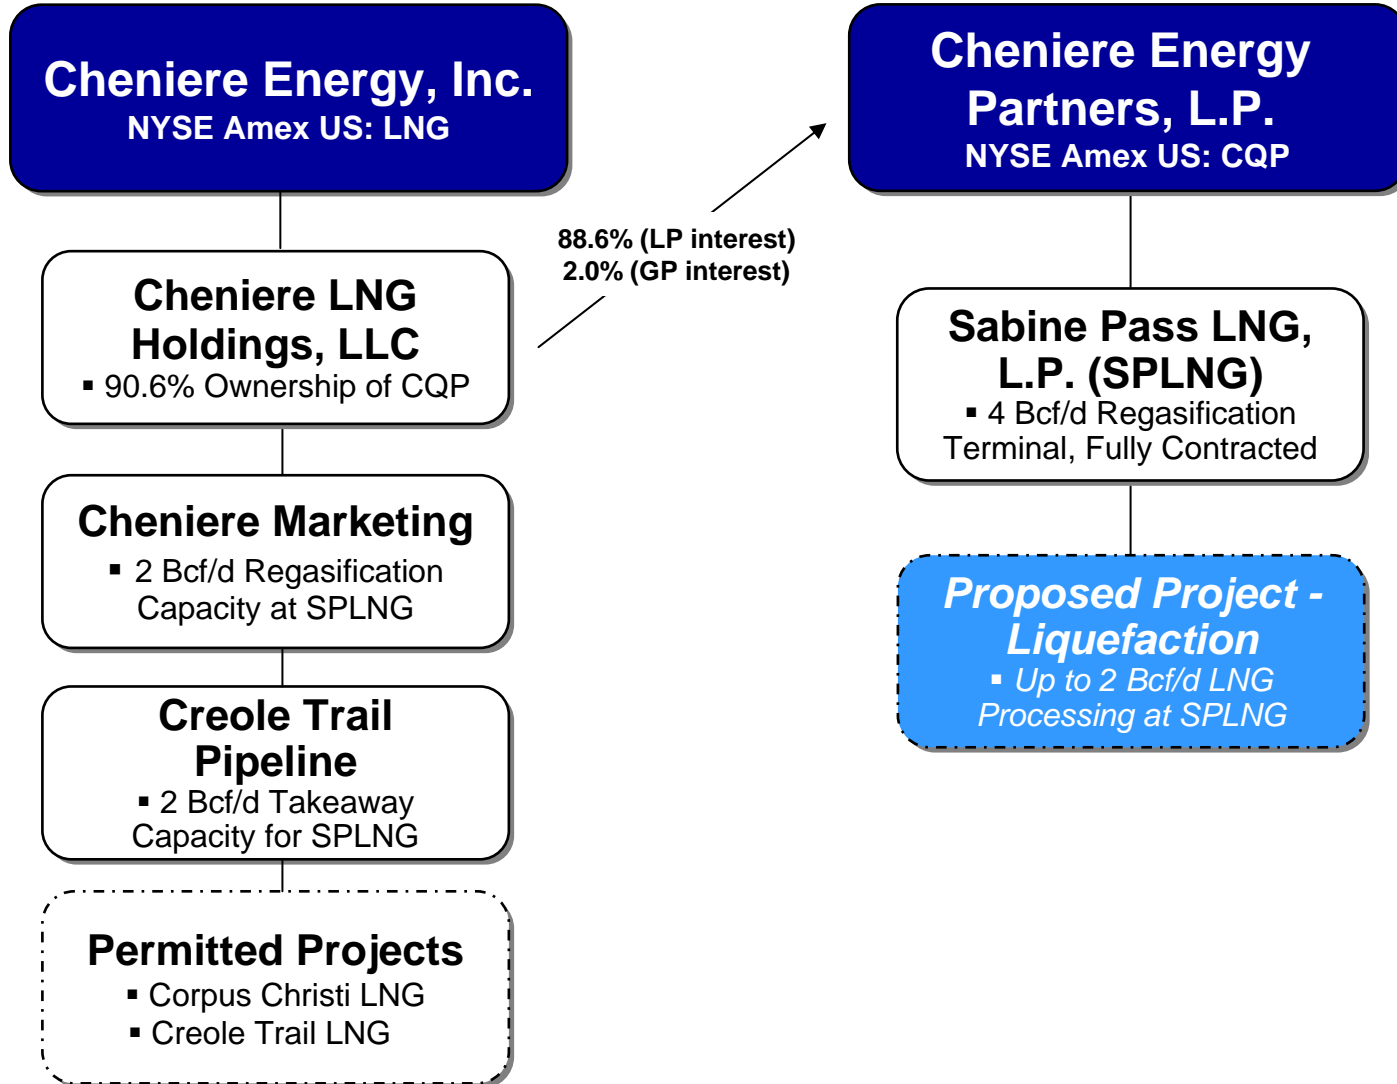 Cheniere Energy, Inc.
NYSE Amex US: LNG
Cheniere LNG
Holdings, LLC
▪ 90.6% Ownership of CQP
Cheniere Marketing
▪ 2 Bcf/d Regasification
Capacity at SPLNG
Creole Trail
Pipeline
▪ 2 Bcf/d Takeaway
Capacity for SPLNG
Permitted Projects
▪ Corpus Christi LNG
▪ Creole Trail LNG
88.6% (LP interest)
2.0% (GP interest)
Cheniere Energy
Partners, L.P.
NYSE Amex US: CQP
Sabine Pass LNG,
L.P. (SPLNG)
▪ 4 Bcf/d Regasification
Terminal, Fully Contracted
Proposed Project -
Liquefaction
▪ Up to 2 Bcf/d LNG
Processing at SPLNG